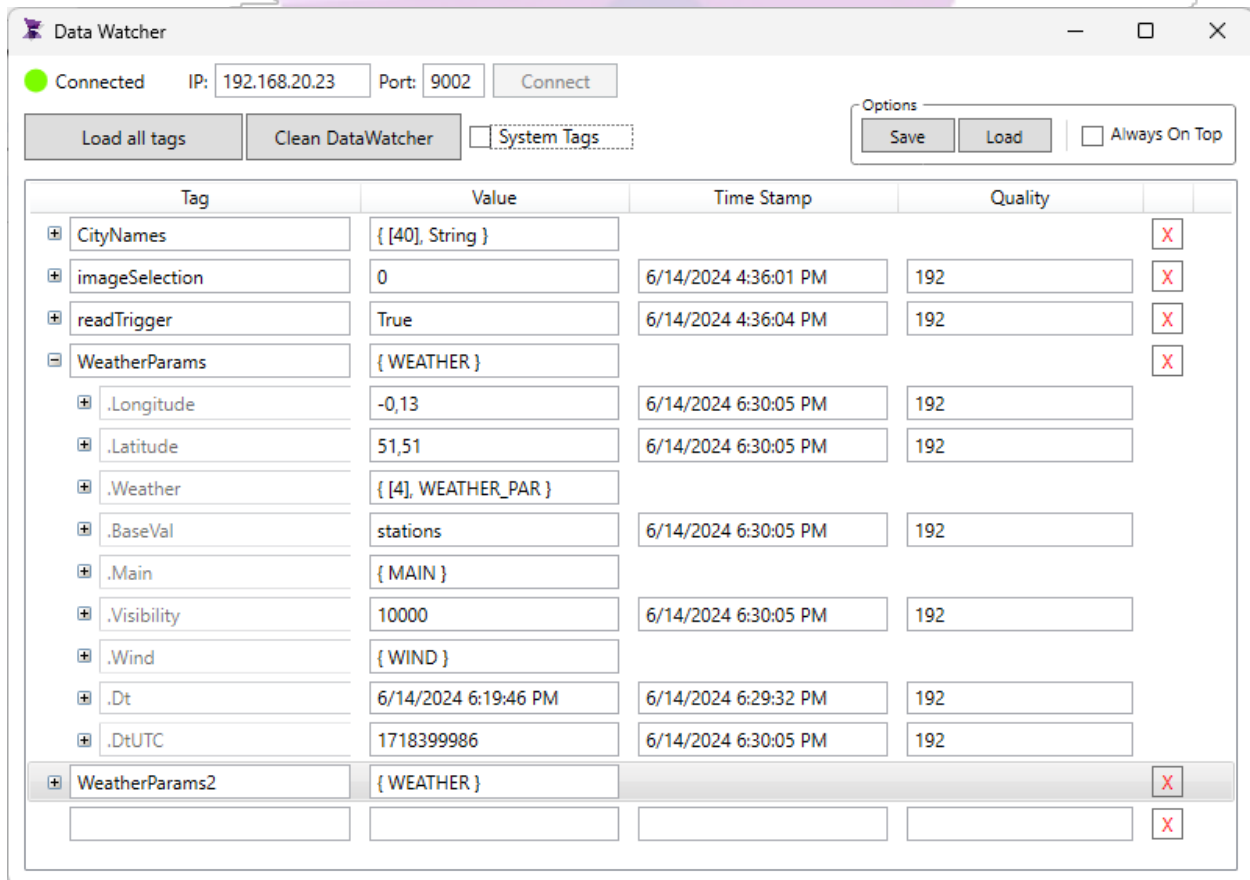 Data Watcher
Connected IP: 192.168.20.23 Port: 9002 Connect
Options
Load all tags Clean DataWatcher System Tags Save Load Always On Top
Tag Value Time Stamp Quality
CityNames { [40], String } X
imageSelection 0 6/14/2024 4:36:01 PM 192 X
readTrigger True 6/14/2024 4:36:04 PM 192 X
WeatherParams { WEATHER } X
.Longitude -0,13 6/14/2024 6:30:05 PM 192
.Latitude 51,51 6/14/2024 6:30:05 PM 192
.Weather { [4], WEATHER_PAR }
.BaseVal stations 6/14/2024 6:30:05 PM 192
.Main { MAIN }
.Visibility 10000 6/14/2024 6:30:05 PM 192
.Wind { WIND }
.Dt 6/14/2024 6:19:46 PM 6/14/2024 6:29:32 PM 192
.DtUTC 1718399986 6/14/2024 6:30:05 PM 192
WeatherParams2 { WEATHER } X
X